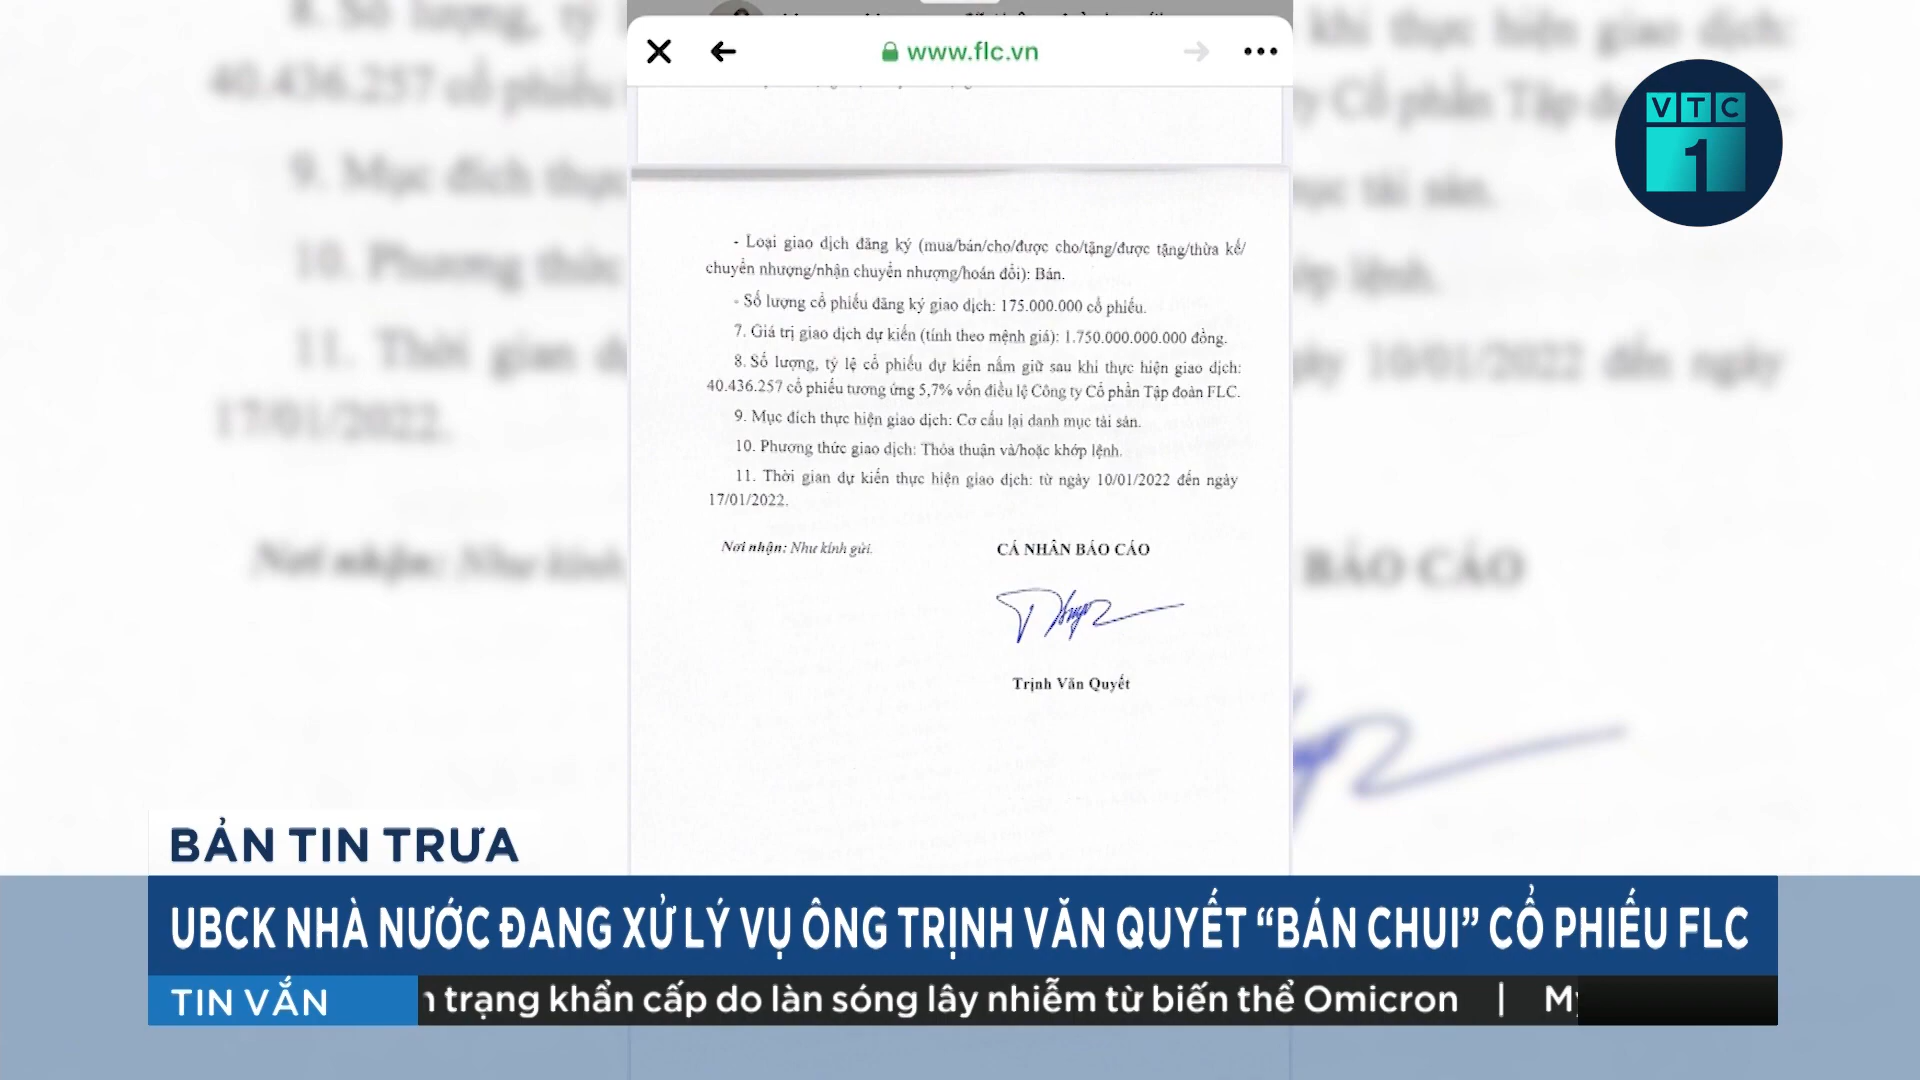 www.flc.vn
VTC
1
- Loại giao dịch đăng ký (mua/bán/cho/được cho/tặng/được tặng/thừa kế/
chuyển nhượng/nhận chuyển nhượng/hoán đổi): Bán.
- Số lượng cổ phiếu đăng ký giao dịch: 175.000.000 cổ phiếu.
7. Giá trị giao dịch dự kiến (tính theo mệnh giá): 1.750.000.000.000 đồng.
8. Số lượng, tỷ lệ cổ phiếu dự kiến nắm giữ sau khi thực hiện giao dịch:
40.436.257 cổ phiếu tương ứng 5,7% vốn điều lệ Công ty Cổ phần Tập đoàn FLC.
9. Mục đích thực hiện giao dịch: Cơ cấu lại danh mục tài sản.
10. Phương thức giao dịch: Thỏa thuận và/hoặc khớp lệnh.
11. Thời gian dự kiến thực hiện giao dịch: từ ngày 10/01/2022 đến ngày
17/01/2022.
Nơi nhận: Như kính gửi.
CÁ NHÂN BÁO CÁO
Trịnh Văn Quyết
BẢN TIN TRƯA
UBCK NHÀ NƯỚC ĐANG XỬ LÝ VỤ ÔNG TRỊNH VĂN QUYẾT “BÁN CHUI” CỔ PHIẾU FLC
TIN VẮN
trạng khẩn cấp do làn sóng lây nhiễm từ biến thể Omicron |